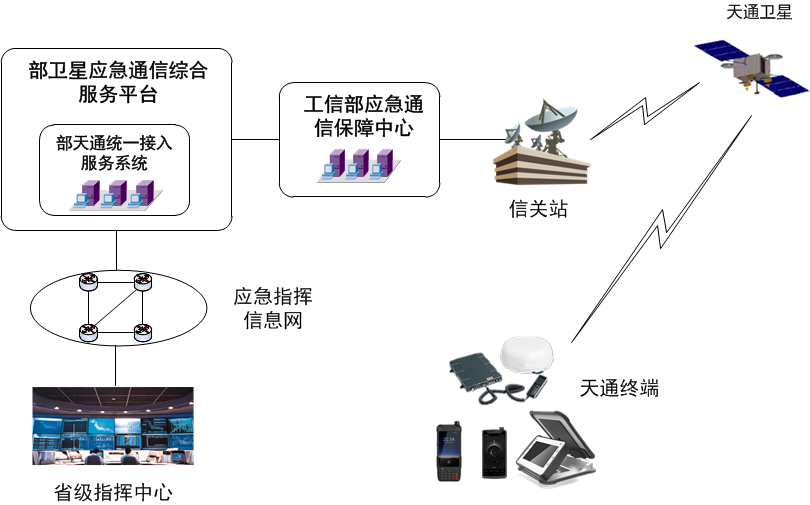 天通卫星
部卫星应急通信综合
服务平台
部天通统一接入
服务系统
工信部应急通
信保障中心
信关站
应急指挥
信息网
天通终端
省级指挥中心